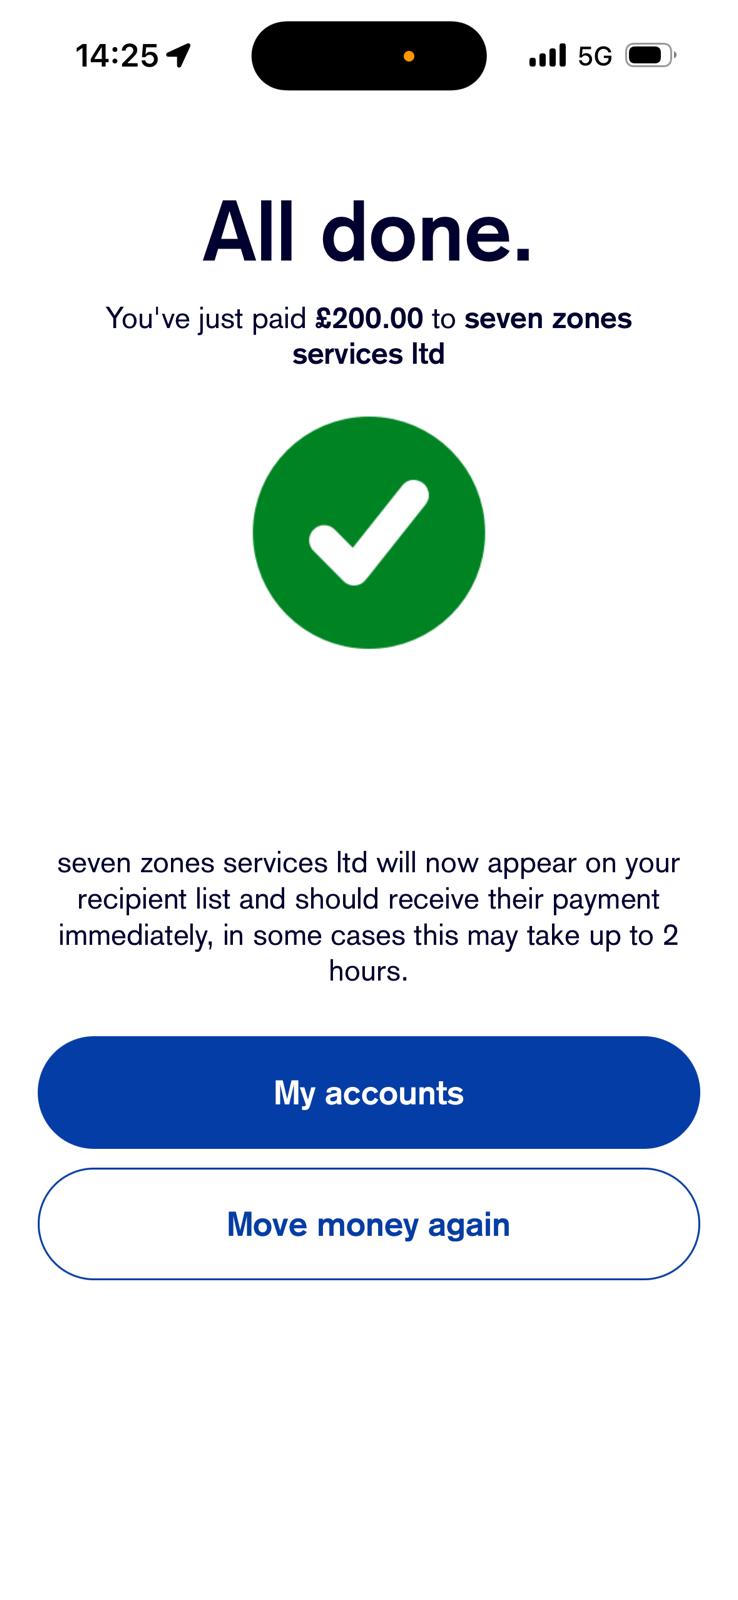 14:25
5G
All done.
You've just paid £200.00 to seven zones
services ltd
seven zones services ltd will now appear on your
recipient list and should receive their payment
immediately, in some cases this may take up to 2
hours.
My accounts
Move money again